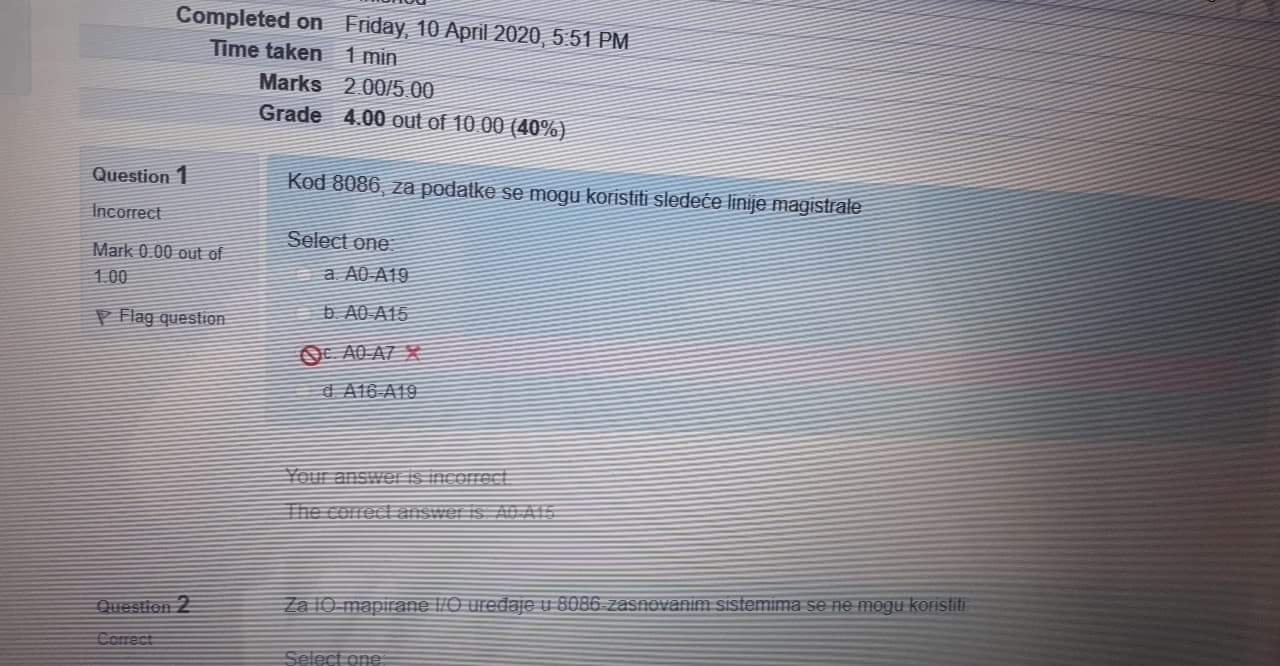 Completed on Friday, 10 April 2020, 5:51 PM
Time taken 1 min
Marks 2.00/5.00
Grade 4.00 out of 10.00 (40%)
Question 1
Incorrect
Mark 0.00 out of
1.00
Flag question
Kod 8086, za podatke se mogu koristiti sledeće linije magistrale
Select one:
a. A0-A19
b. A0-A15
c. A0-A7
d. A16-A19
Your answer is incorrect.
The correct answer is: A0-A15
Question 2
Correct
Za IO-mapirane I/O uređaje u 8086-zasnovanim sistemima se ne mogu koristiti
Select one: